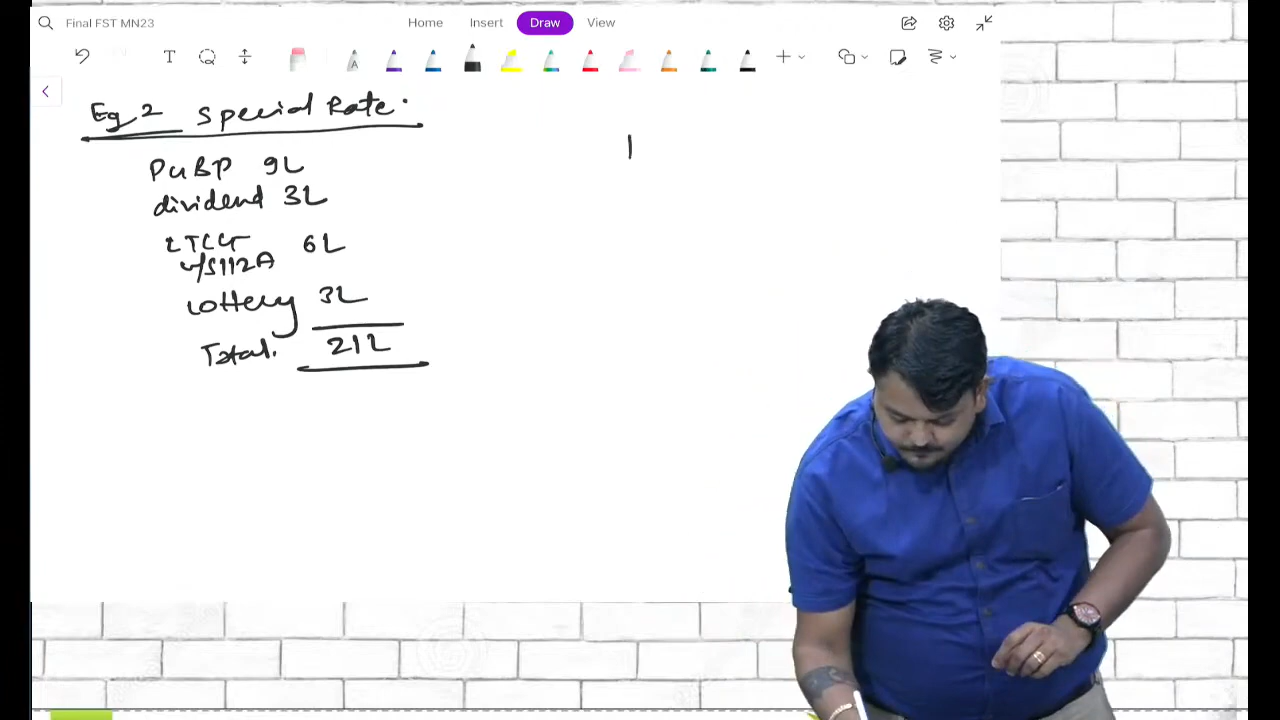 Final FST MN23
Home Insert Draw View
T
A
Eg 2 Special Rate.
PGBP 9L
dividend 3L
LTCG 6L
u/s112A
Lottery 3L
Total. 21L